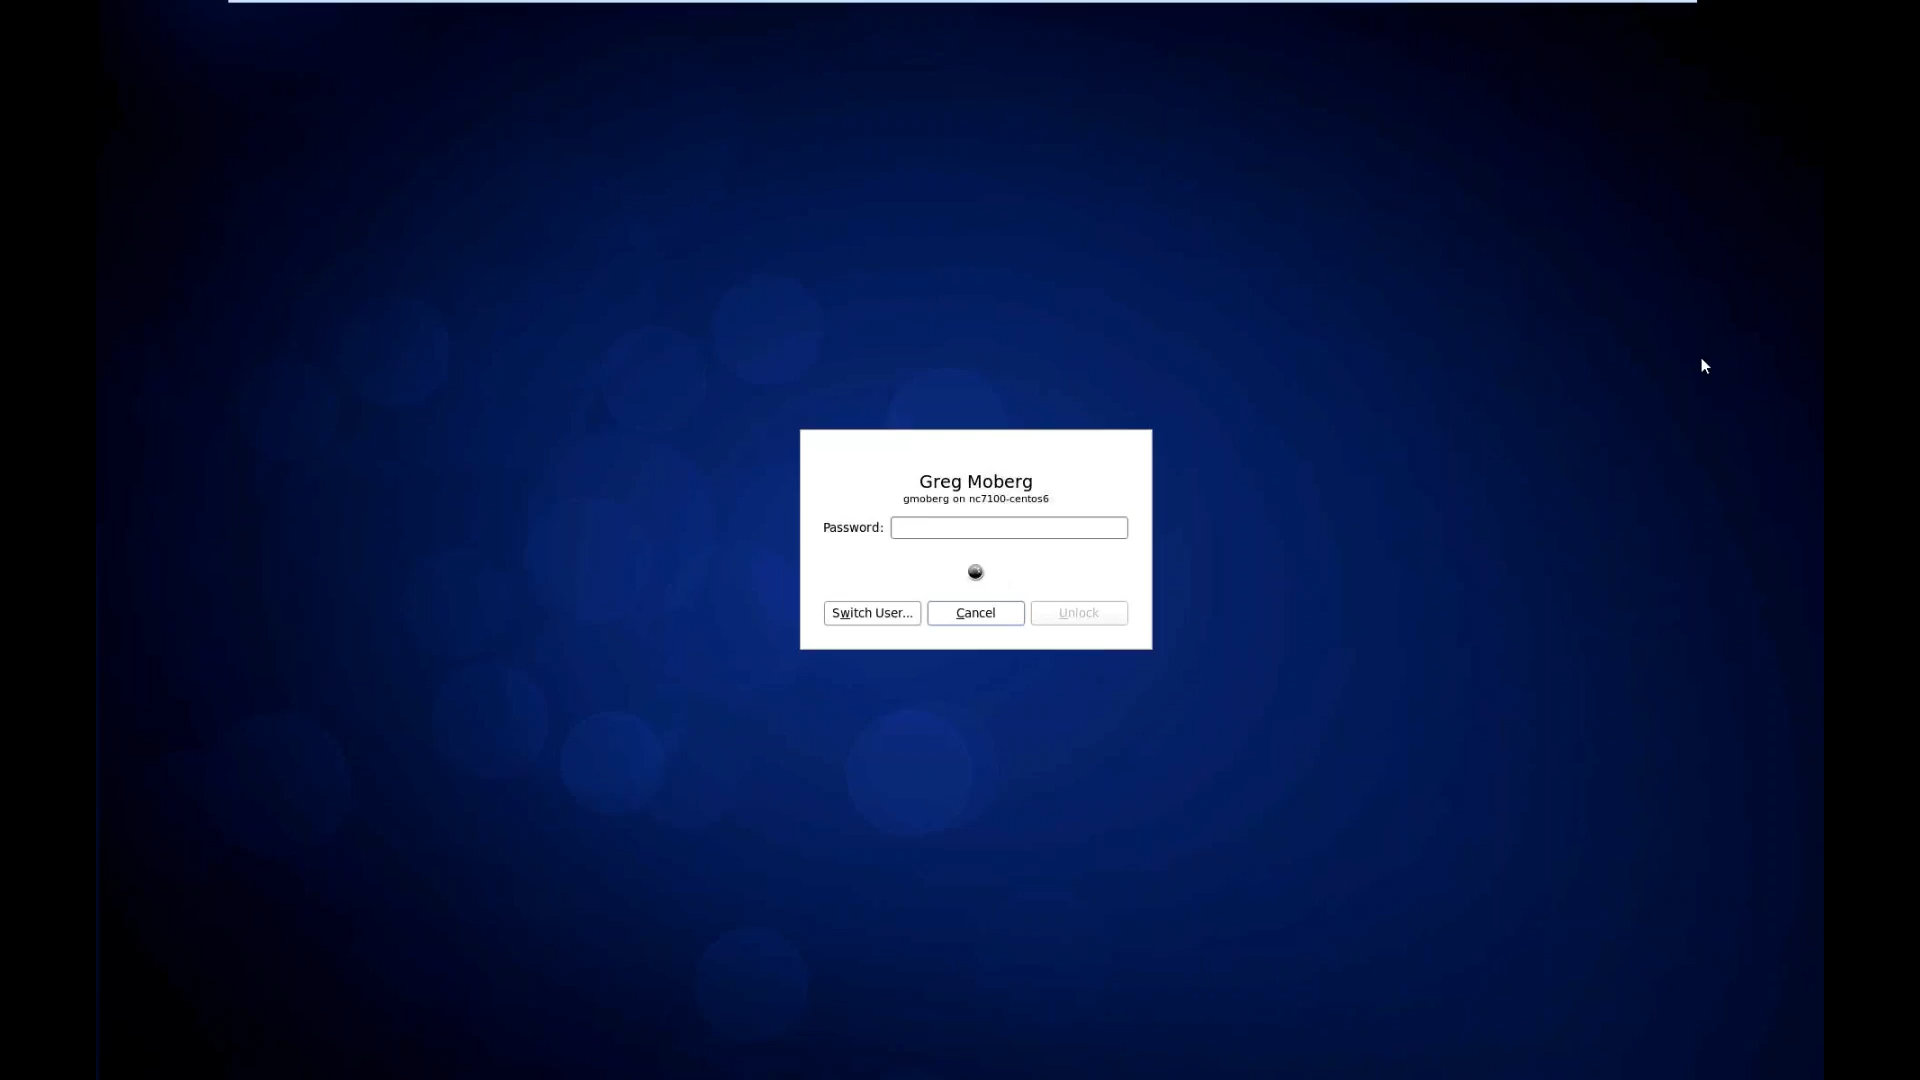 Greg Moberg
gmoberg on nc7100-centos6
Password:
Switch User...
Cancel
Unlock